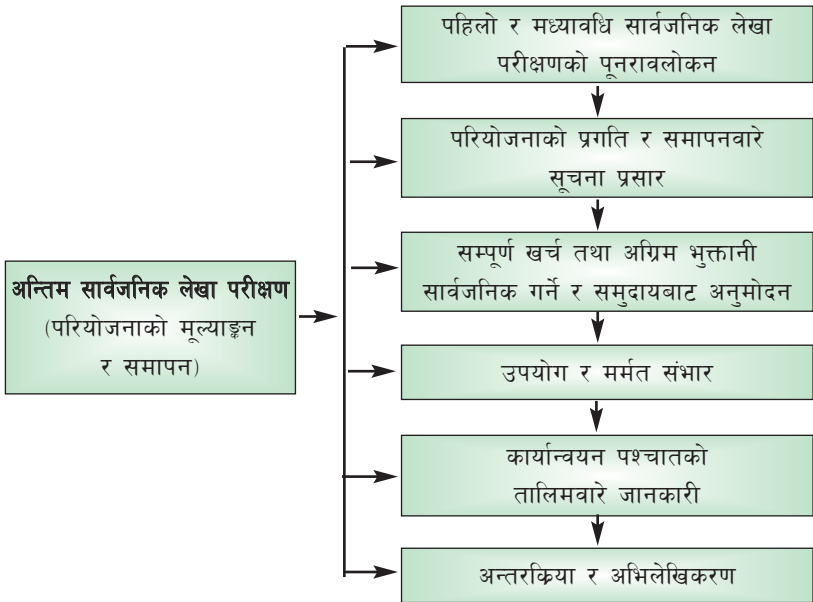 पहिलो र मध्यावधि सार्वजनिक लेखा
परीक्षणको पूनरावलोकन
परियोजनाको प्रगति र समापनवारे
सूचना प्रसार
सम्पूर्ण खर्च तथा अग्रिम भुक्तानी
सार्वजनिक गर्ने र समुदायबाट अनुमोदन
अन्तिम सार्वजनिक लेखा परीक्षण
(परियोजनाको मूल्याङ्कन
र समापन)
उपयोग र मर्मत संभार
कार्यान्वयन पश्चातको
तालिमवारे जानकारी
अन्तरक्रिया र अभिलेखिकरण